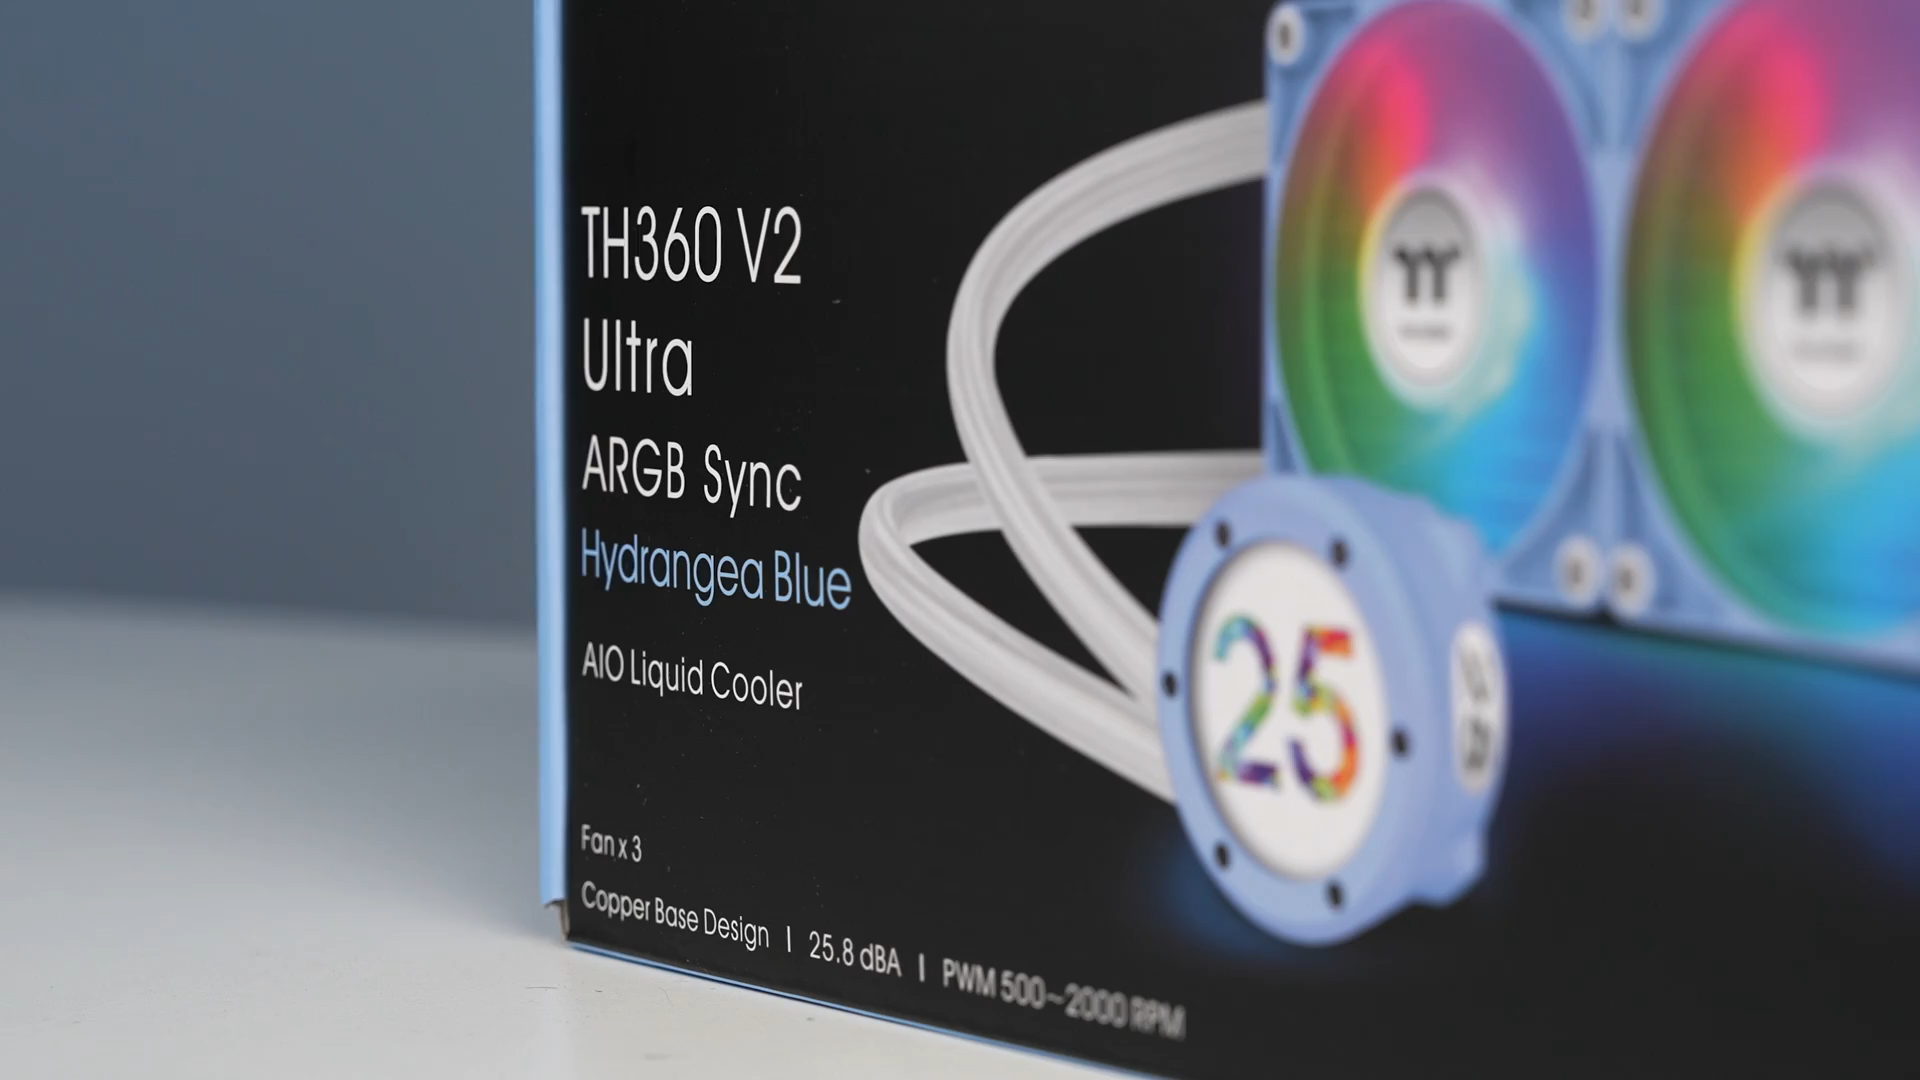 TH360 V2
Ultra
ARGB Sync
Hydrangea Blue
AIO Liquid Cooler
25
Fan x 3
Copper Base Design | 25.8 dBA | PWM 500~2000 RPM